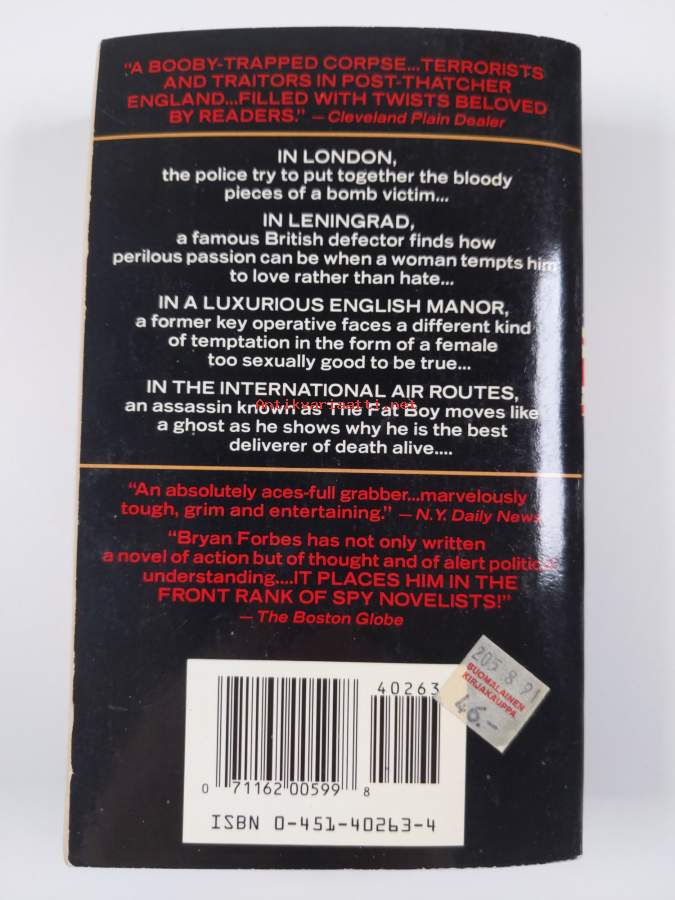 "A BOOBY-TRAPPED CORPSE...TERRORISTS
AND TRAITORS IN POST-THATCHER
ENGLAND...FILLED WITH TWISTS BELOVED
BY READERS." — Cleveland Plain Dealer
IN LONDON,
the police try to put together the bloody
pieces of a bomb victim...
IN LENINGRAD,
a famous British defector finds how
perilous passion can be when a woman tempts him
to love rather than hate...
IN A LUXURIOUS ENGLISH MANOR,
a former key operative faces a different kind
of temptation in the form of a female
too sexually good to be true...
IN THE INTERNATIONAL AIR ROUTES,
an assassin known as The Fat Boy moves like
Antikvariaatti.net
a ghost as he shows why he is the best
deliverer of death alive....
"An absolutely aces-full grabber...marvelously
tough, grim and entertaining." — N.Y. Daily News
"Bryan Forbes has not only written
a novel of action but of thought and of alert political
understanding....IT PLACES HIM IN THE
FRONT RANK OF SPY NOVELISTS!"
— The Boston Globe
40263
205 8 91
SUOMALAINEN
KIRJAKAUPPA
46.-
0 71162 00599 8
ISBN 0-451-40263-4